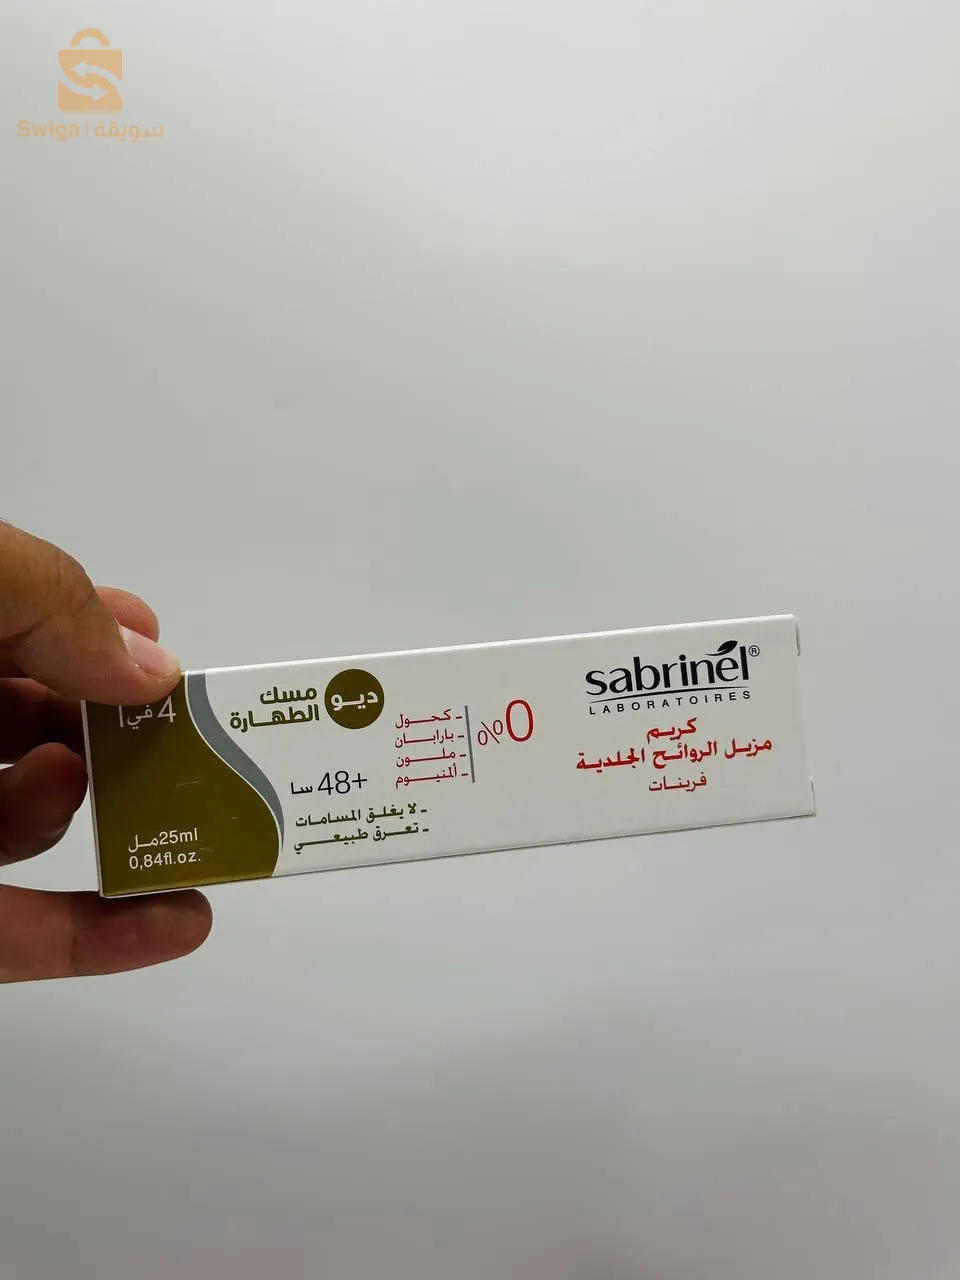 Swiga | سويقة
sabrinel®
LABORATOIRES
كريم
مزيل الروائح الجلدية
فرينات
0%
- كحول
- بارابان
- ملون
- ألمنيوم
ديو
مسك
الطهارة
+48 سا
- لا يغلق المسامات
- تعرق طبيعي
4 في 1
25ml مل
0,84fl.oz.